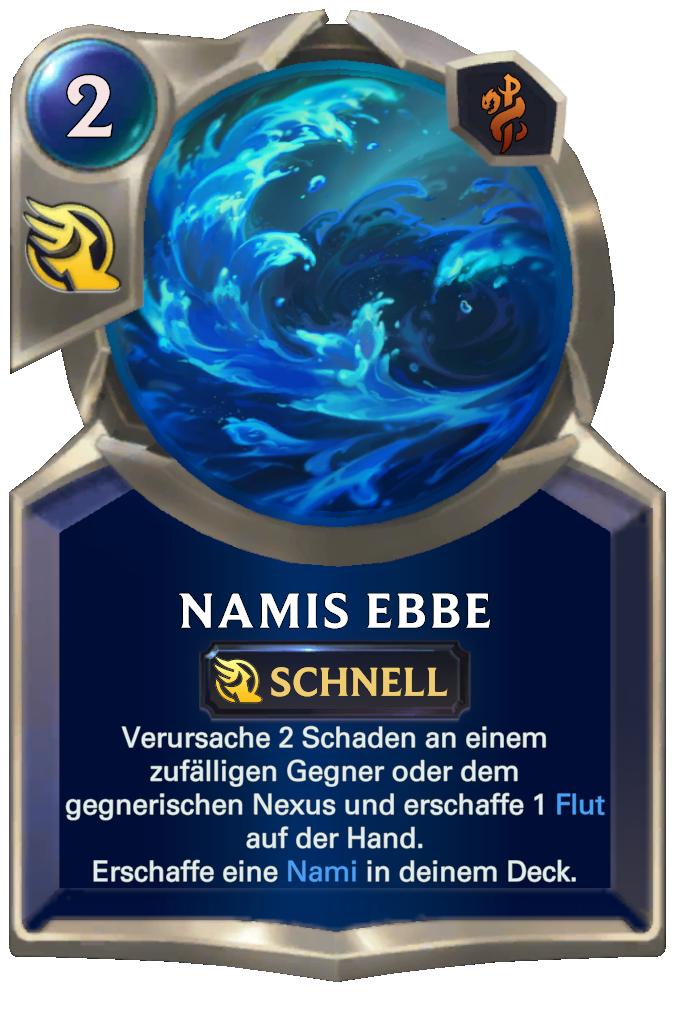 2
NAMIS EBBE
SCHNELL
Verursache 2 Schaden an einem
zufälligen Gegner oder dem
gegnerischen Nexus und erschaffe 1 Flut
auf der Hand.
Erschaffe eine Nami in deinem Deck.